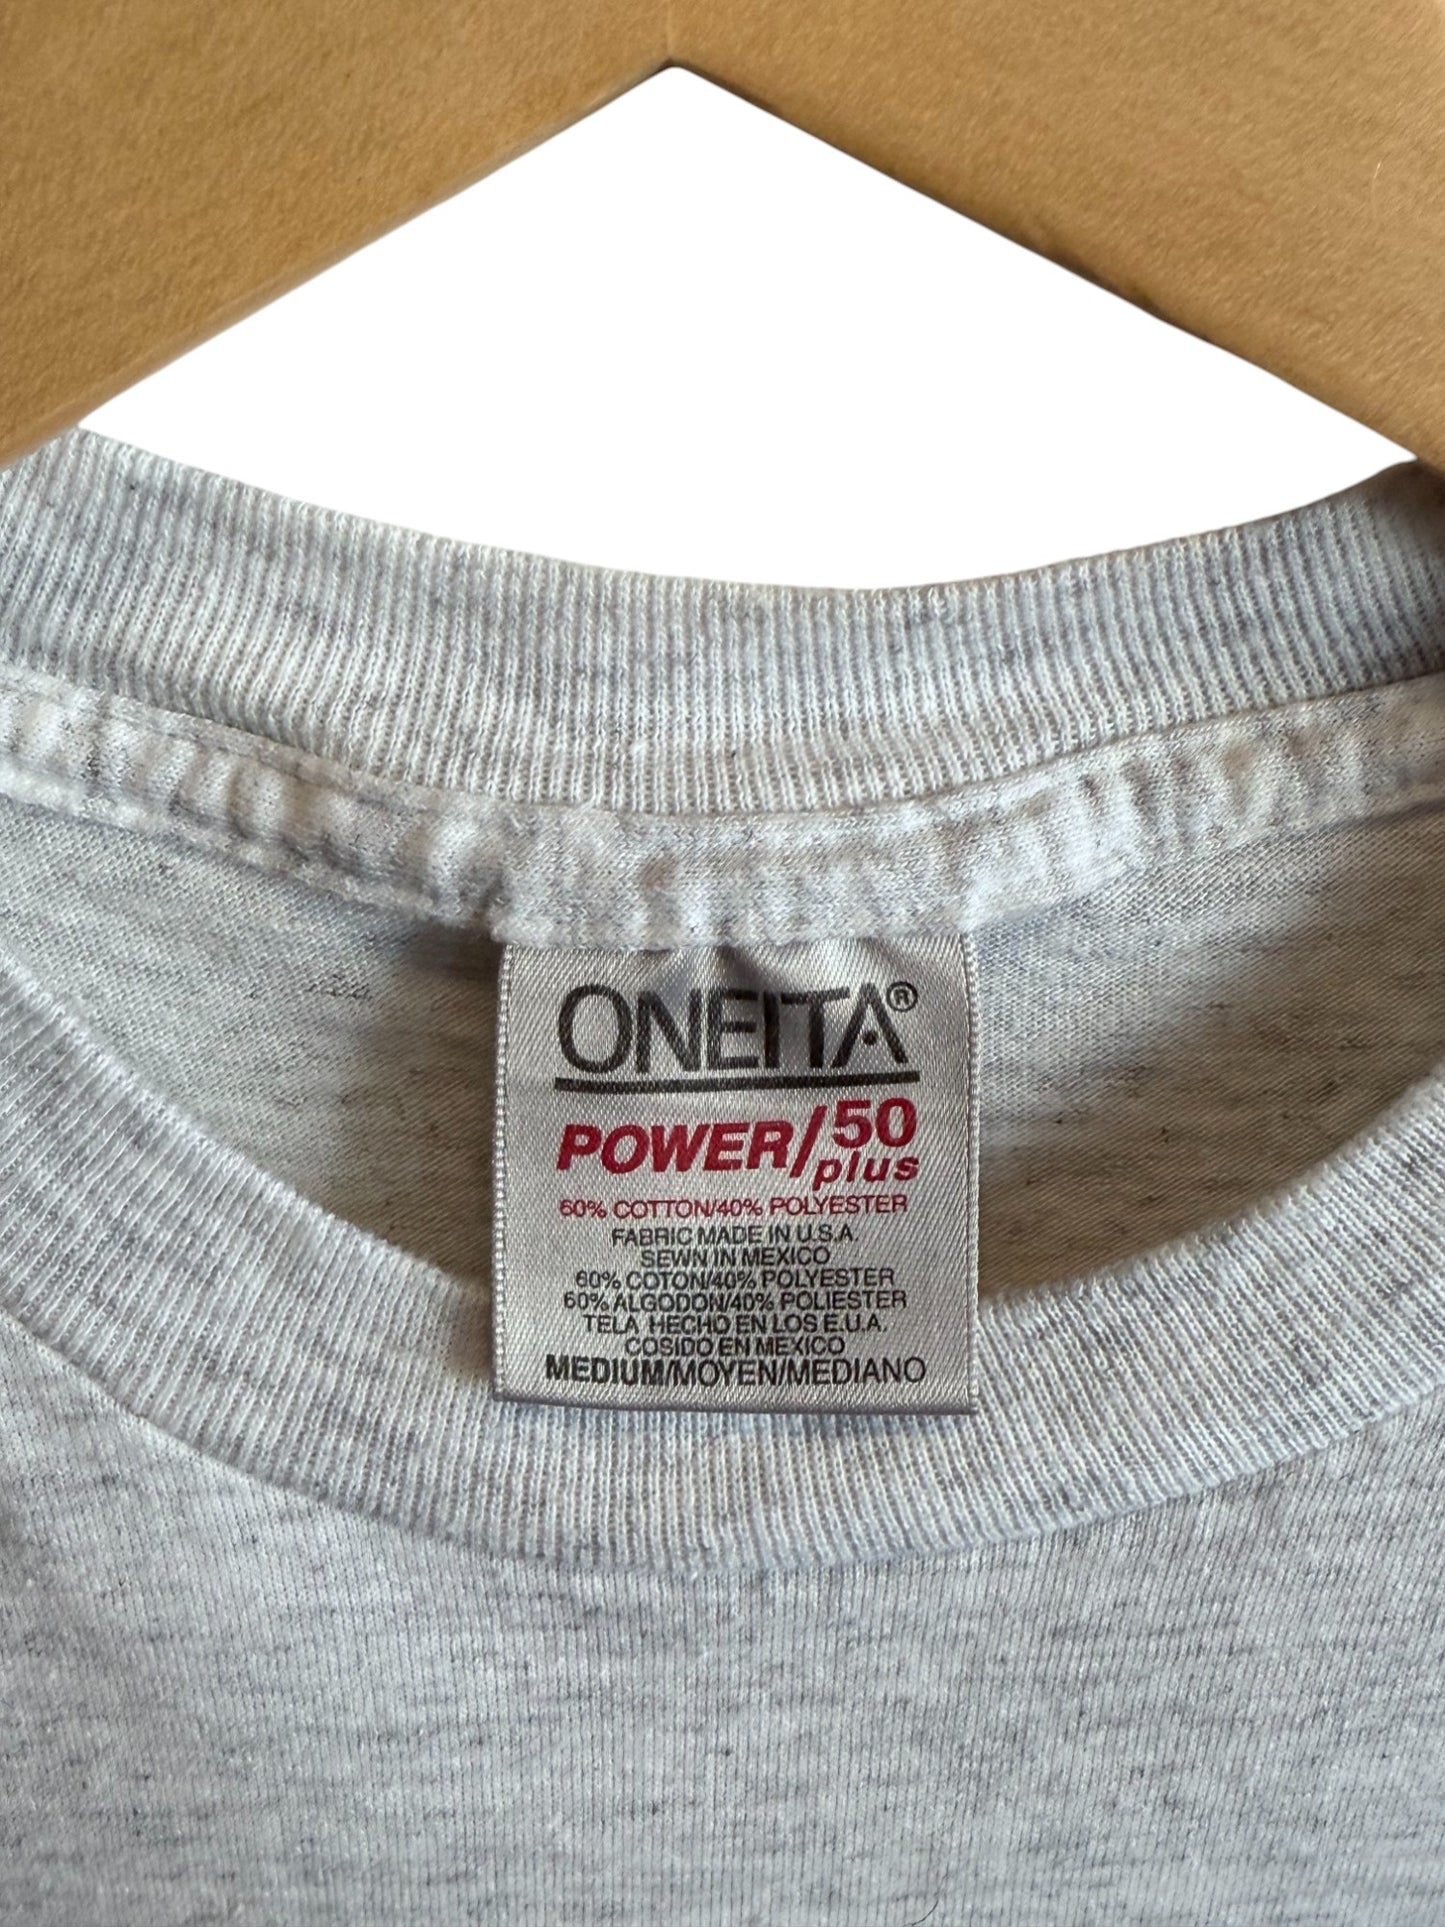 ONEITA®
POWER/50 plus
60% COTTON/40% POLYESTER
FABRIC MADE IN U.S.A.
SEWN IN MEXICO
60% COTON/40% POLYESTER
60% ALGODON/40% POLIESTER
TELA HECHO EN LOS E.U.A.
COSIDO EN MEXICO
MEDIUM/MOYEN/MEDIANO